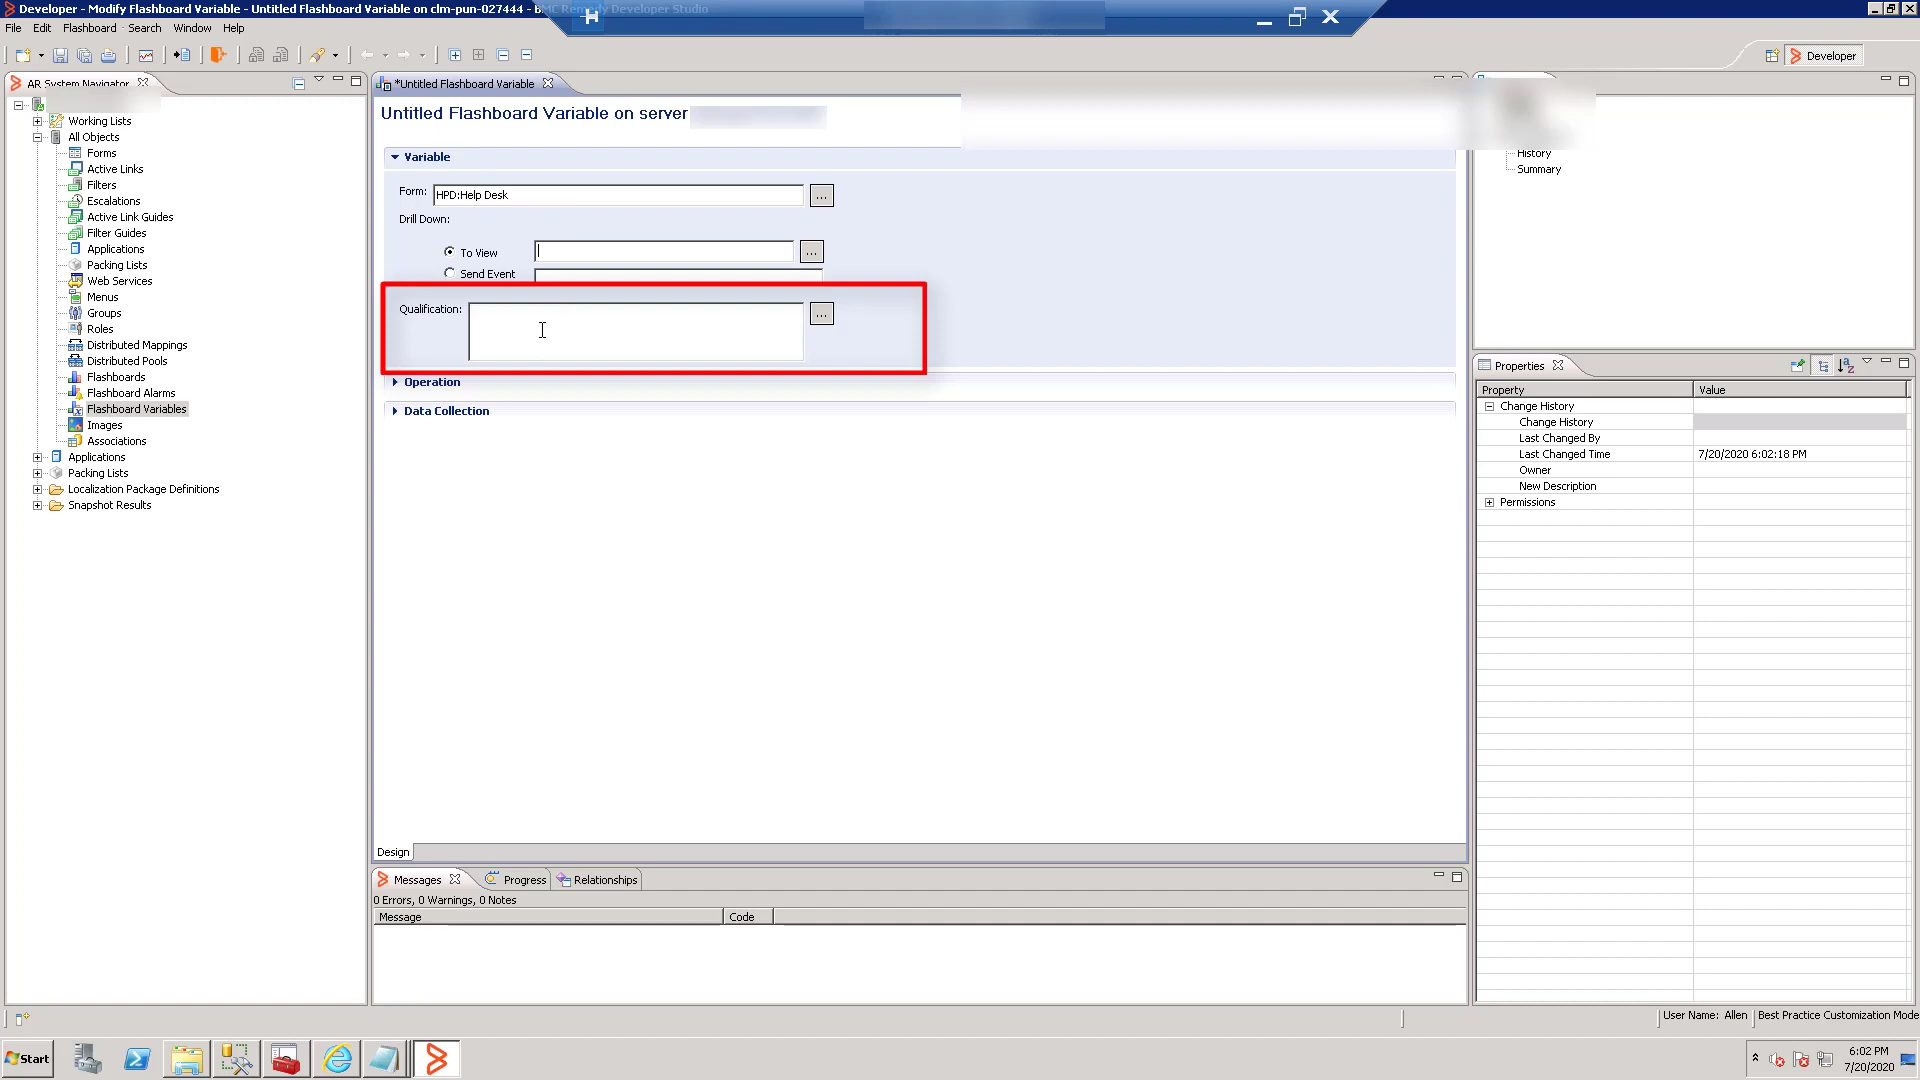 Developer - Modify Flashboard Variable - Untitled Flashboard Variable on clm-pun-027444 - BMC Remedy Developer Studio
File Edit Flashboard Search Window Help
Developer
AR System Navigator
Working Lists
All Objects
Forms
Active Links
Filters
Escalations
Active Link Guides
Filter Guides
Applications
Packing Lists
Web Services
Menus
Groups
Roles
Distributed Mappings
Distributed Pools
Flashboards
Flashboard Alarms
Flashboard Variables
Images
Associations
Applications
Packing Lists
Localization Package Definitions
Snapshot Results
*Untitled Flashboard Variable
Untitled Flashboard Variable on server
Variable
Form: HPD:Help Desk ...
Drill Down:
To View ...
Send Event
Qualification: ...
Operation
Data Collection
Design
Messages Progress Relationships
0 Errors, 0 Warnings, 0 Notes
Message Code
History
Summary
Properties
Property Value
Change History
Change History
Last Changed By
Last Changed Time 7/20/2020 6:02:18 PM
Owner
New Description
Permissions
User Name: Allen Best Practice Customization Mode
Start
6:02 PM
7/20/2020